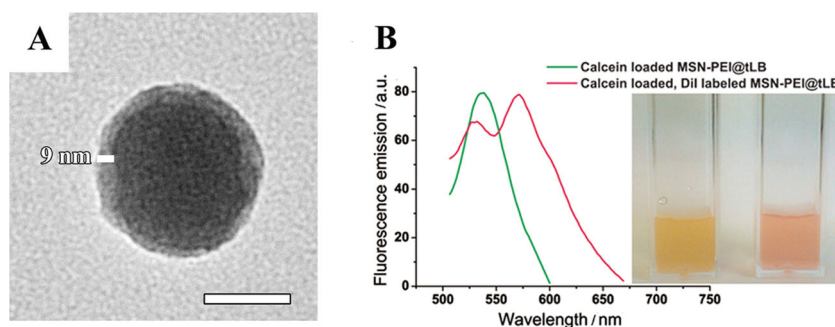 A
9 nm
B
Calcein loaded MSN-PEI@tLB
Calcein loaded, DiI labeled MSN-PEI@tLB
Fluorescence emission / a.u.
80
60
40
20
0
500 550 600 650 700 750
Wavelength / nm